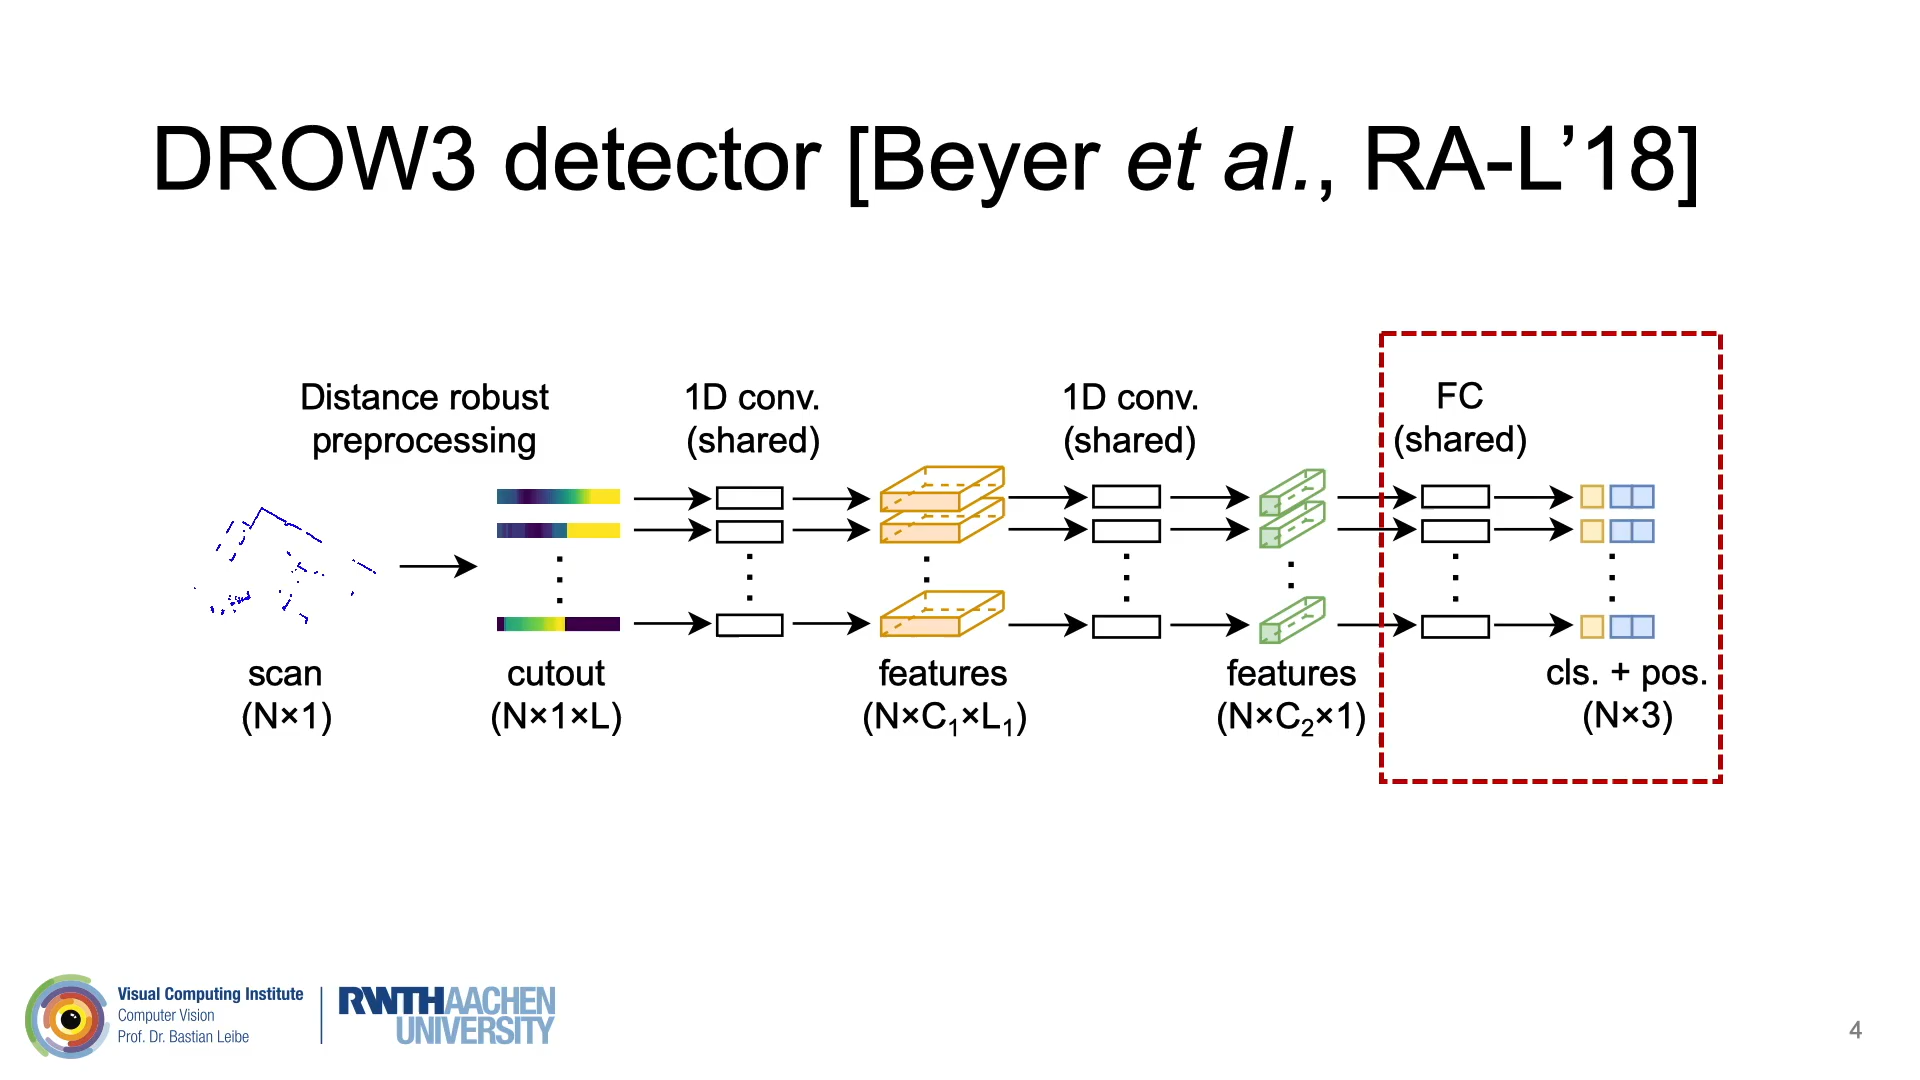 DROW3 detector [Beyer et al., RA-L’18]
Distance robust
preprocessing
1D conv.
(shared)
1D conv.
(shared)
FC
(shared)
scan
(N×1)
cutout
(N×1×L)
features
(N×C₁×L₁)
features
(N×C₂×1)
cls. + pos.
(N×3)
Visual Computing Institute
Computer Vision
Prof. Dr. Bastian Leibe
RWTHAACHEN
UNIVERSITY
4